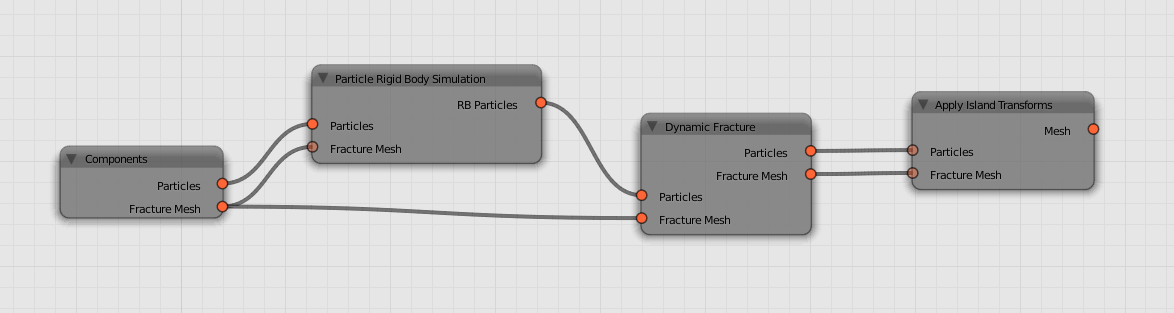 Components
Particles
Fracture Mesh
Particle Rigid Body Simulation
RB Particles
Particles
Fracture Mesh
Dynamic Fracture
Particles
Fracture Mesh
Particles
Fracture Mesh
Apply Island Transforms
Mesh
Particles
Fracture Mesh